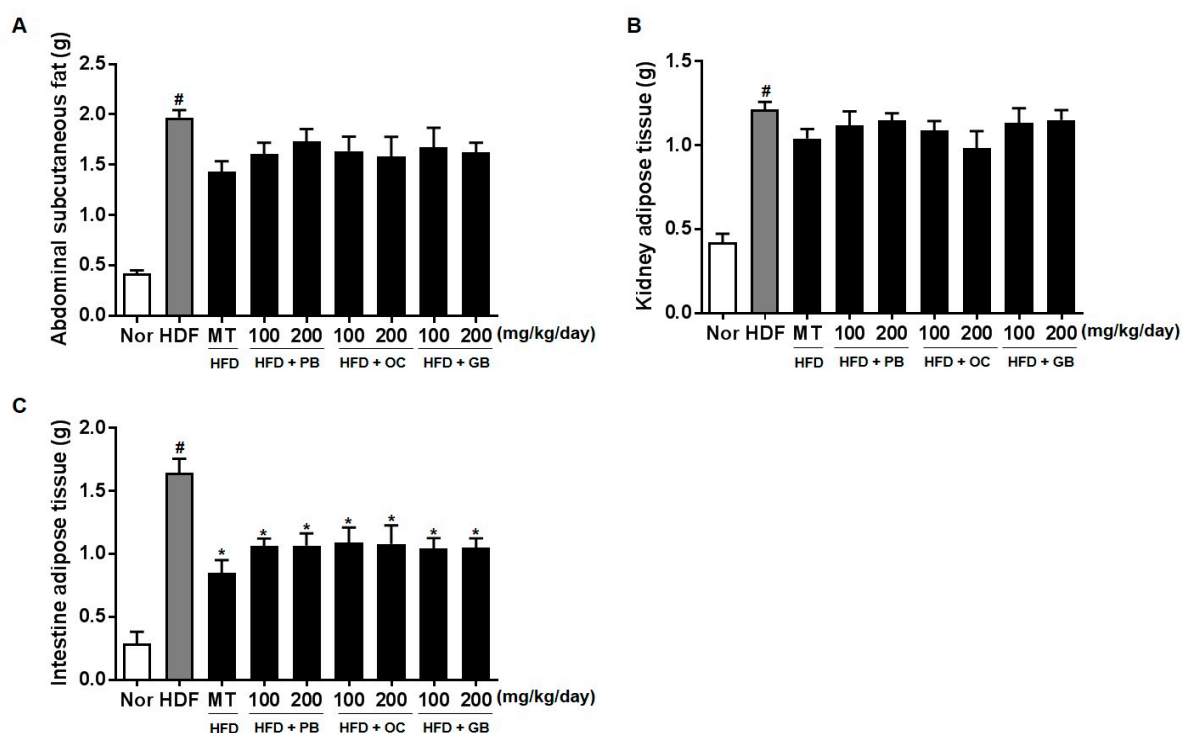 A
Abdominal subcutaneous fat (g)
2.5
2.0
1.5
1.0
0.5
0.0
#
Nor HDF MT 100 200 100 200 100 200 (mg/kg/day)
HFD HFD + PB HFD + OC HFD + GB
B
Kidney adipose tissue (g)
1.5
1.0
0.5
0.0
#
Nor HDF MT 100 200 100 200 100 200 (mg/kg/day)
HFD HFD + PB HFD + OC HFD + GB
C
Intestine adipose tissue (g)
2.0
1.5
1.0
0.5
0.0
#
* * * * * * *
Nor HDF MT 100 200 100 200 100 200 (mg/kg/day)
HFD HFD + PB HFD + OC HFD + GB